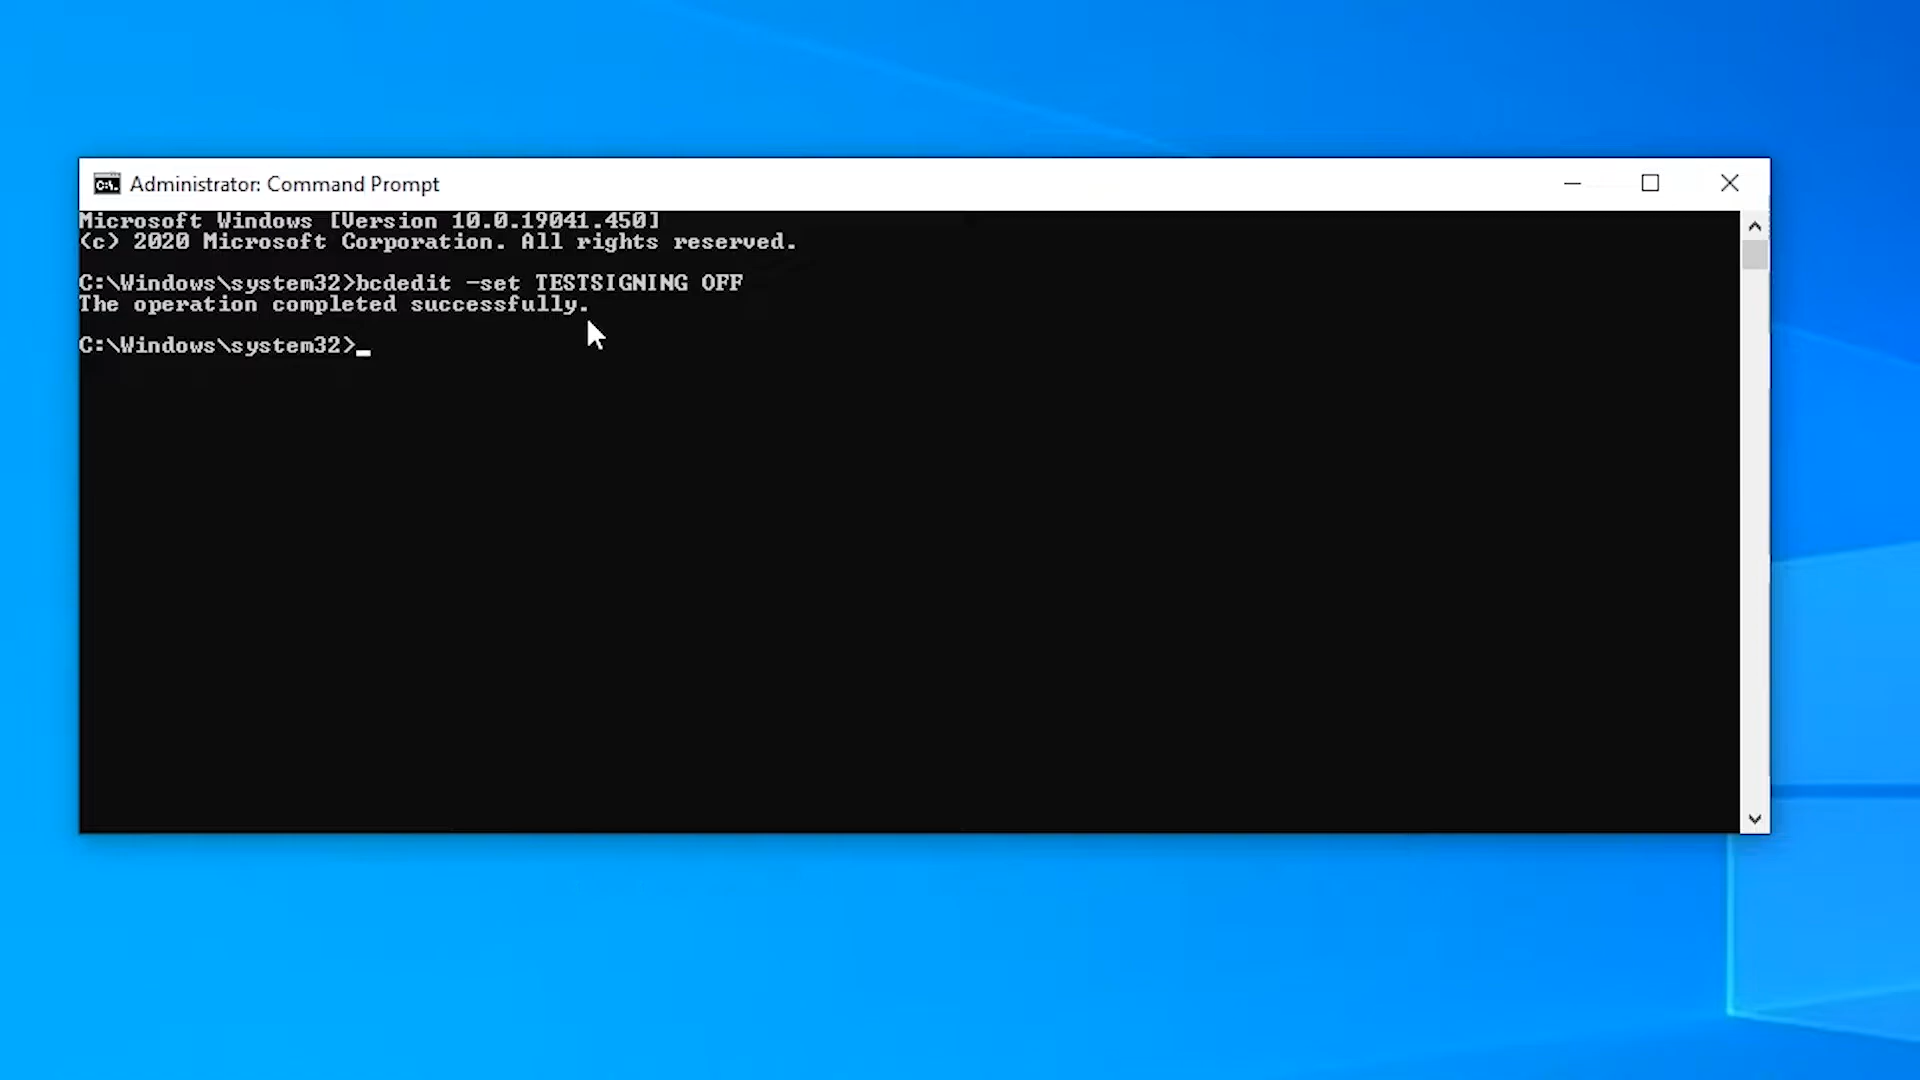 Administrator: Command Prompt
Microsoft Windows [Version 10.0.19041.450]
(c) 2020 Microsoft Corporation. All rights reserved.
C:\Windows\system32>bcdedit -set TESTSIGNING OFF
The operation completed successfully.
C:\Windows\system32>_